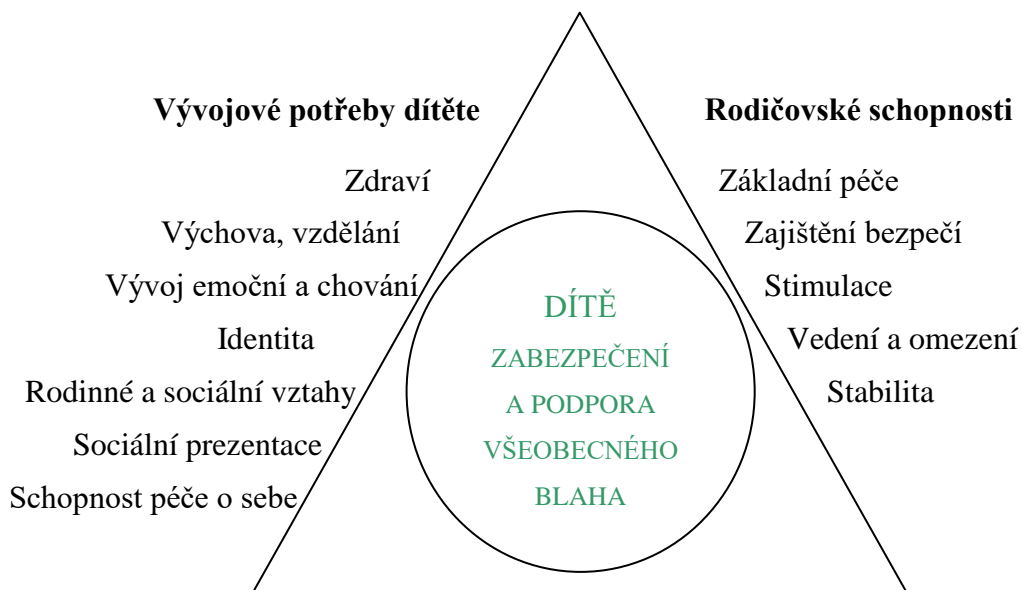 Vývojové potřeby dítěte
Zdraví
Výchova, vzdělání
Vývoj emoční a chování
Identita
Rodinné a sociální vztahy
Sociální prezentace
Schopnost péče o sebe
DÍTĚ
ZABEZPEČENÍ
A PODPORA
VŠEOBECNÉHO
BLAHA
Rodičovské schopnosti
Základní péče
Zajištění bezpečí
Stimulace
Vedení a omezení
Stabilita